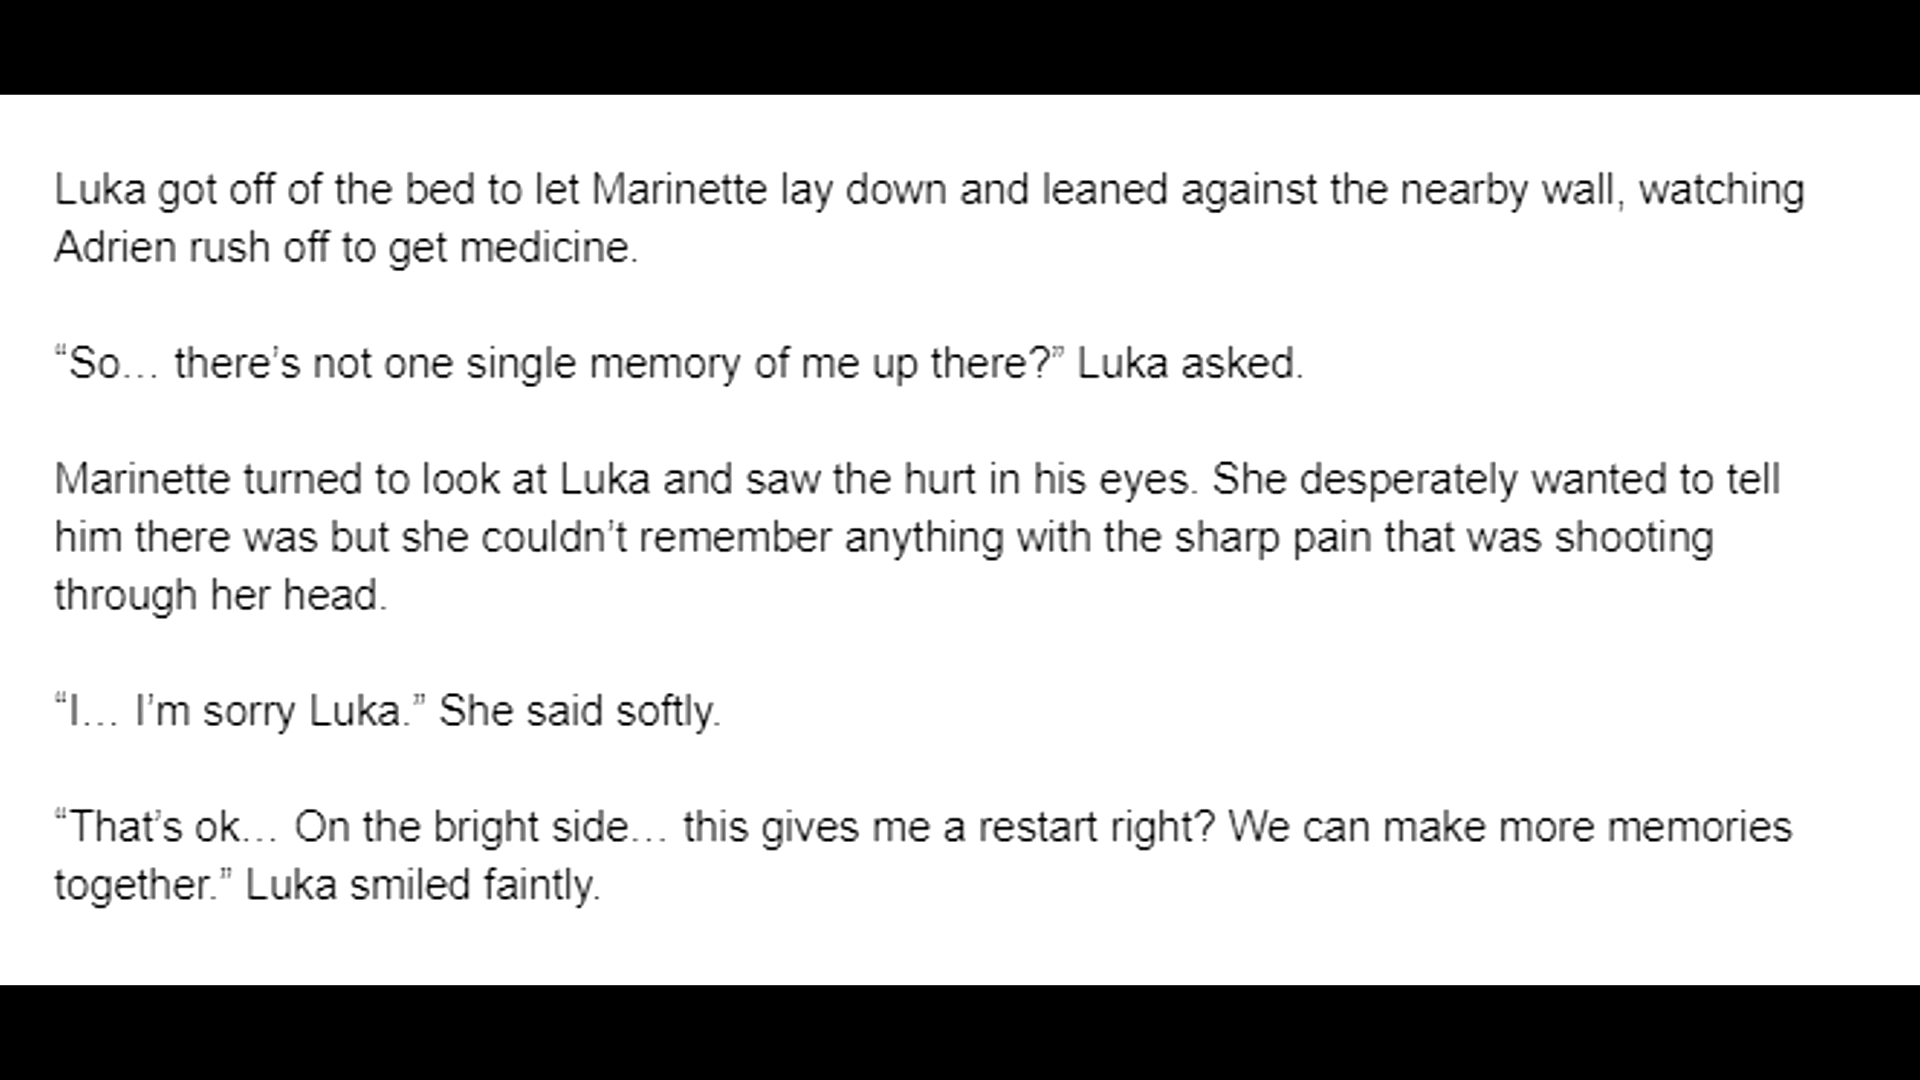 Luka got off of the bed to let Marinette lay down and leaned against the nearby wall, watching
Adrien rush off to get medicine.
“So… there’s not one single memory of me up there?” Luka asked.
Marinette turned to look at Luka and saw the hurt in his eyes. She desperately wanted to tell
him there was but she couldn’t remember anything with the sharp pain that was shooting
through her head.
“I… I’m sorry Luka.” She said softly.
“That’s ok… On the bright side… this gives me a restart right? We can make more memories
together.” Luka smiled faintly.